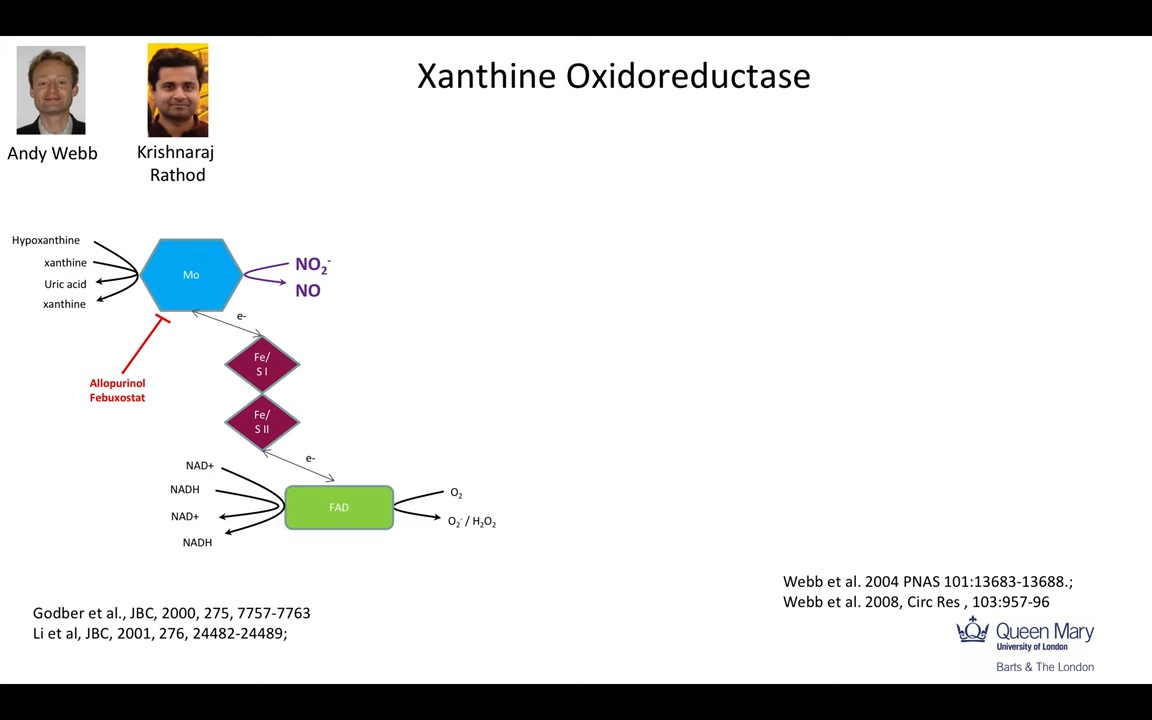 Xanthine Oxidoreductase
Andy Webb
Krishnaraj
Rathod
Hypoxanthine
xanthine
Uric acid
xanthine
Mo
NO₂⁻
NO
e-
Allopurinol
Febuxostat
Fe/
S I
Fe/
S II
e-
NAD+
NADH
NAD+
NADH
FAD
O₂
O₂⁻/ H₂O₂
Godber et al., JBC, 2000, 275, 7757-7763
Li et al, JBC, 2001, 276, 24482-24489;
Webb et al. 2004 PNAS 101:13683-13688.;
Webb et al. 2008, Circ Res , 103:957-96
Queen Mary
University of London
Barts & The London